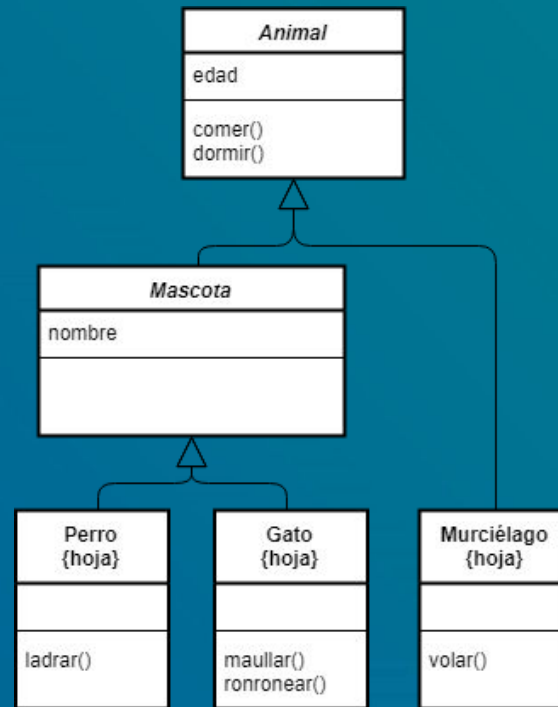 Animal
edad
comer()
dormir()
Mascota
nombre
Perro
{hoja}
ladrar()
Gato
{hoja}
maullar()
ronronear()
Murciélago
{hoja}
volar()